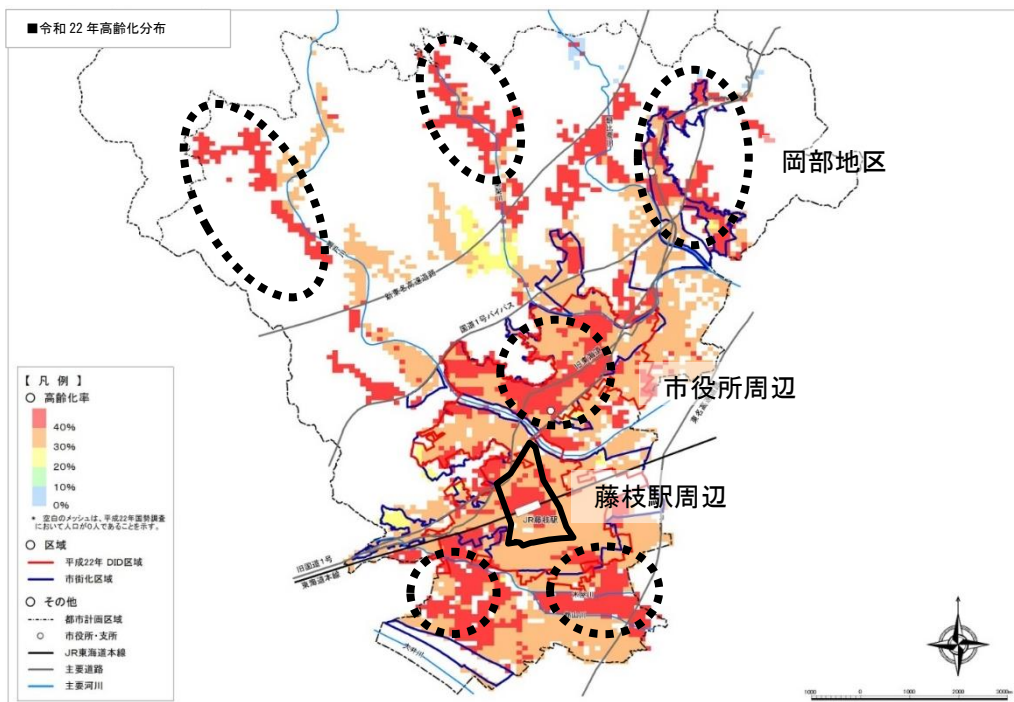 ■令和22年高齢化分布
岡部地区
新東名高速道路
国道1号バイパス
旧東海道
市役所周辺
藤枝駅周辺
JR藤枝駅
旧国道1号
東海道本線
大井川
【 凡 例 】
○ 高齢化率
40%
30%
20%
10%
0%
* 空白のメッシュは、平成22年国勢調査
において人口が0人であることを示す。
○ 区域
平成22年 DID区域
市街化区域
○ その他
都市計画区域
市役所・支所
JR東海道本線
主要道路
主要河川
1000 0 1000 2000 3000m